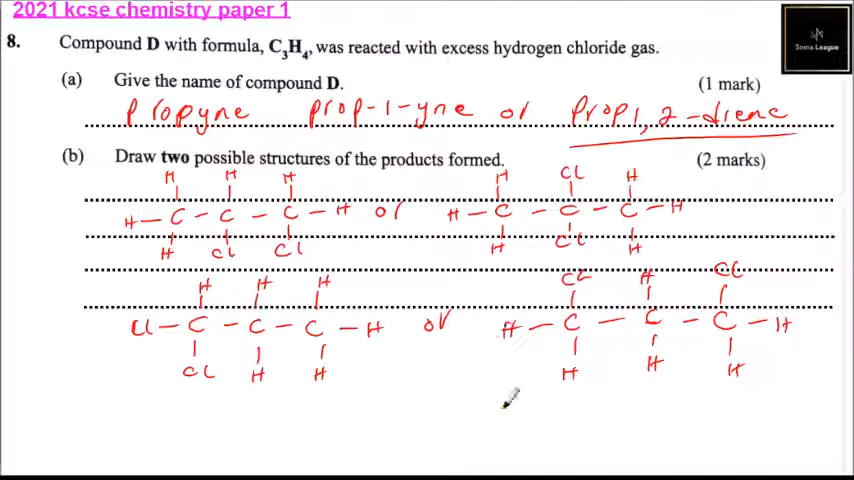 2021 kcse chemistry paper 1
Soma League
8. Compound D with formula, C₃H₄, was reacted with excess hydrogen chloride gas.
(a) Give the name of compound D. (1 mark)
propyne prop-1-yne or Prop1,2-diene
(b) Draw two possible structures of the products formed. (2 marks)
H H H H Cl H
H - C - C - C - H or H - C - C - C - H
H Cl Cl H Cl H
H H H Cl H Cl
Cl - C - C - C - H or H - C - C - C - H
Cl H H H H H